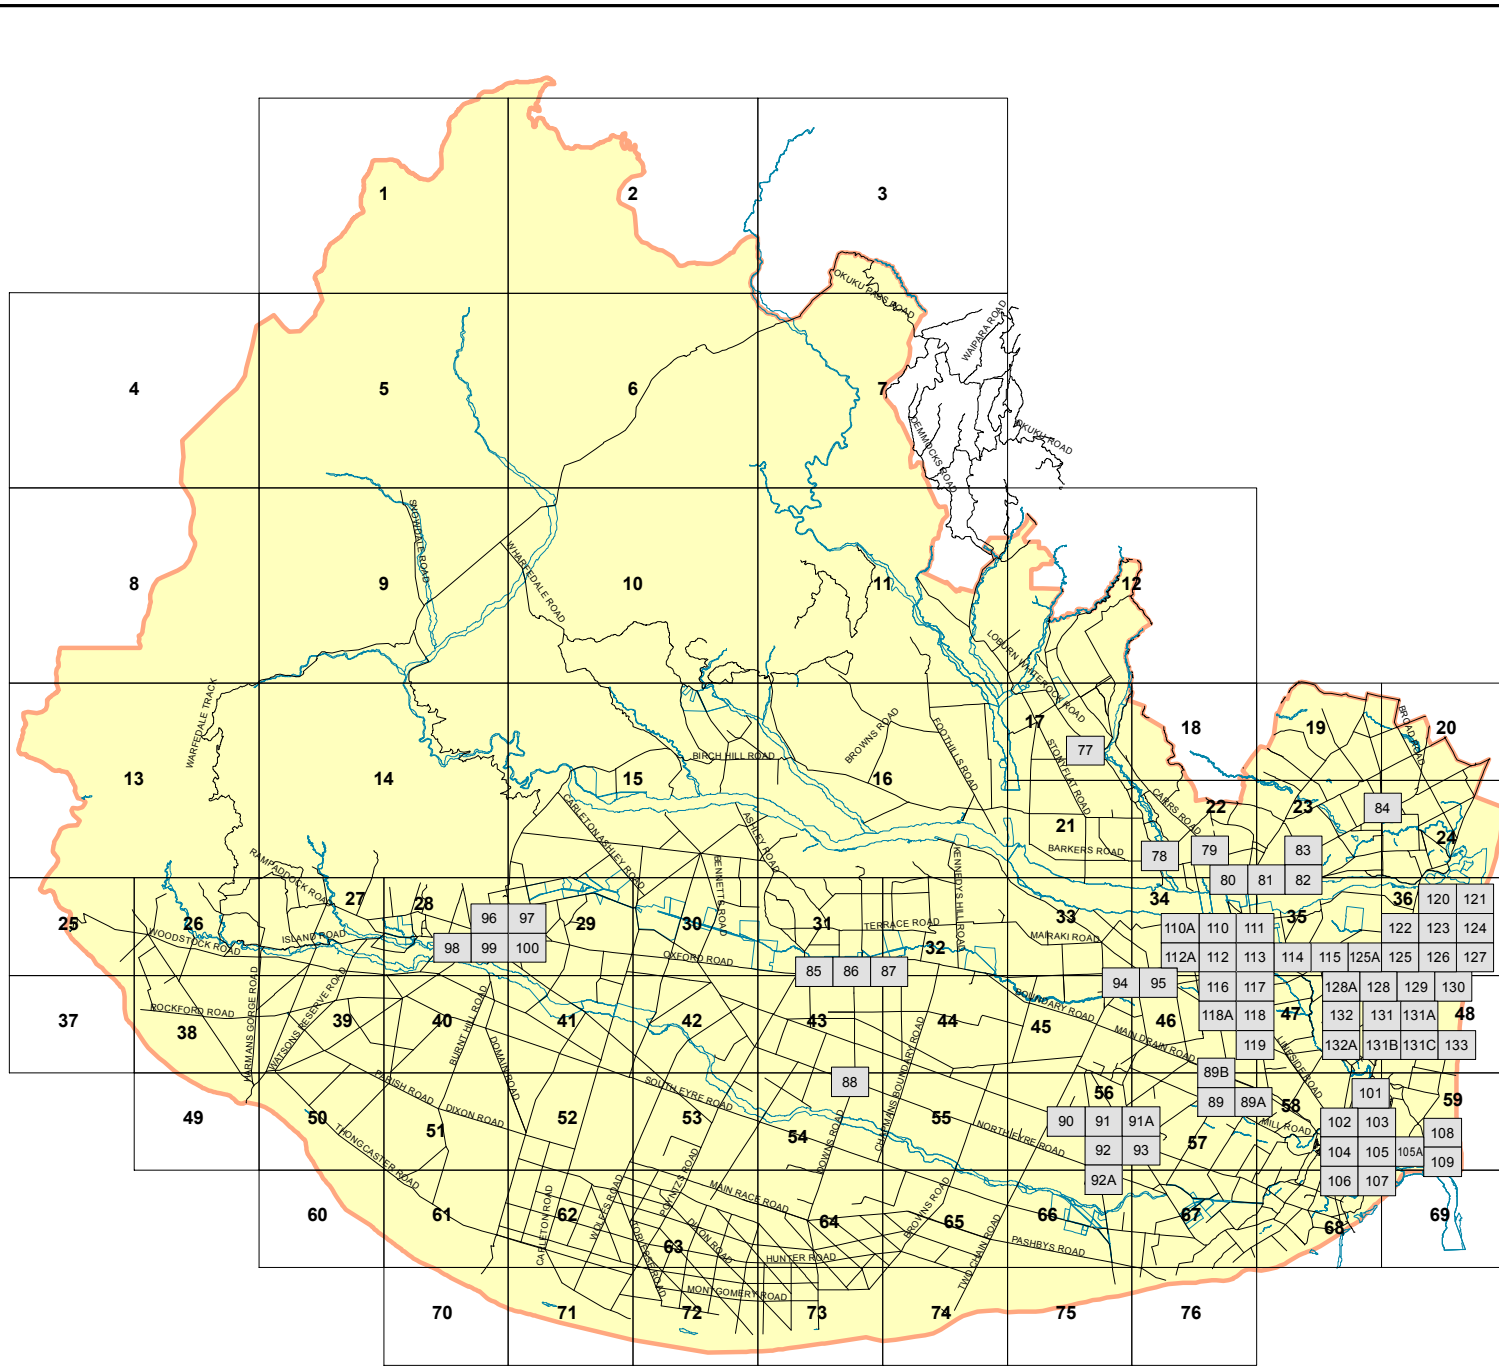 1
2
3
OKUKU PASS ROAD
WAIPARA ROAD
4
5
6
7
DEMMOCKS ROAD
OKUKU ROAD
SNOWDALE ROAD
WHARFEDALE ROAD
8
9
10
11
12
LOBURN WHITEROCK ROAD
WARFEDALE TRACK
BROWNS ROAD
FOOTHILLS ROAD
17
18
19
BROAD ROAD
20
STONYFLAT ROAD
77
BIRCH HILL ROAD
13
14
15
16
CARRS ROAD
22
23
84
CARLETON ASHLEY ROAD
ASHLEY ROAD
21
24
BARKERS ROAD
78
79
83
RAMPADDOCK ROAD
BENNETTS ROAD
KENNEDYS HILL ROAD
80
81
82
27
28
34
36
120
121
25
26
96
97
29
30
31
TERRACE ROAD
33
35
110A
110
111
122
123
124
WOODSTOCK ROAD
ISLAND ROAD
32
MAIRAKI ROAD
98
99
100
OXFORD ROAD
112A
112
113
114
115
125A
125
126
127
85
86
87
94
95
116
117
128A
128
129
130
HARMANS GORGE ROAD
WATSONS RESERVE ROAD
BOUNDARY ROAD
ROCKFORD ROAD
37
38
39
40
41
42
43
44
45
46
118A
118
47
132
131
131A
48
BURNT HILL ROAD
DOMAIN ROAD
CHAPMANS BOUNDARY ROAD
MAIN DRAIN ROAD
119
LINESIDE ROAD
132A
131B
131C
133
PARISH ROAD
SOUTH EYRE ROAD
88
89B
56
101
49
50
DIXON ROAD
52
53
55
89
89A
58
59
THONGCASTER ROAD
51
54
DOWNS ROAD
NORTH EYRE ROAD
90
91
91A
57
MILL ROAD
102
103
108
92
93
104
105
105A
109
POYNTZS ROAD
92A
106
107
MAIN RACE ROAD
60
61
CARLETON ROAD
62
WOLFFS ROAD
TOBVERSE ROAD
63
DIXON ROAD
64
BROWNS ROAD
65
66
67
68
69
HUNTER ROAD
TWO CHAIN ROAD
PASHBYS ROAD
MONTGOMERY ROAD
70
71
72
73
74
75
76